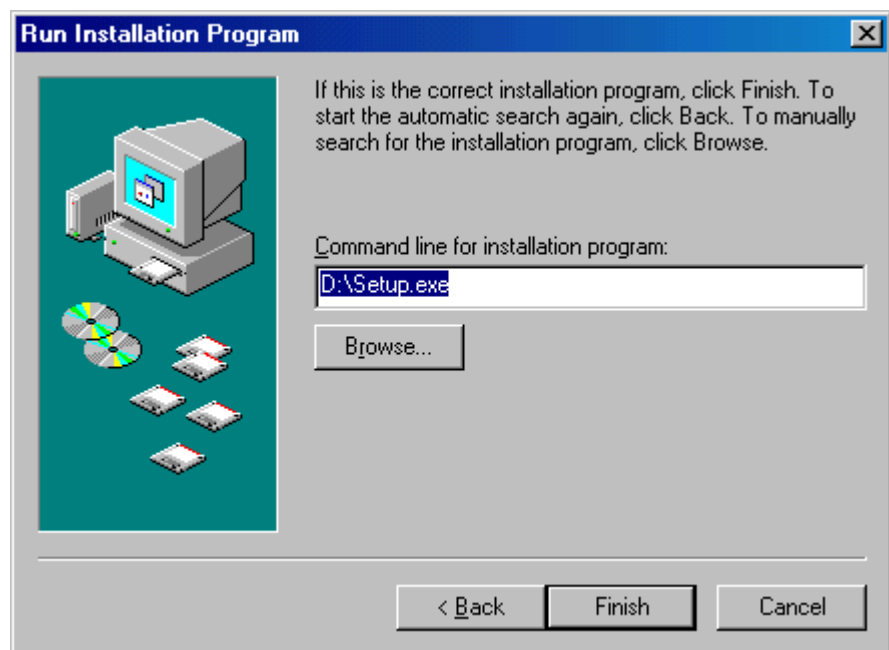 Run Installation Program
If this is the correct installation program, click Finish. To
start the automatic search again, click Back. To manually
search for the installation program, click Browse.
Command line for installation program:
D:\Setup.exe
Browse...
< Back
Finish
Cancel